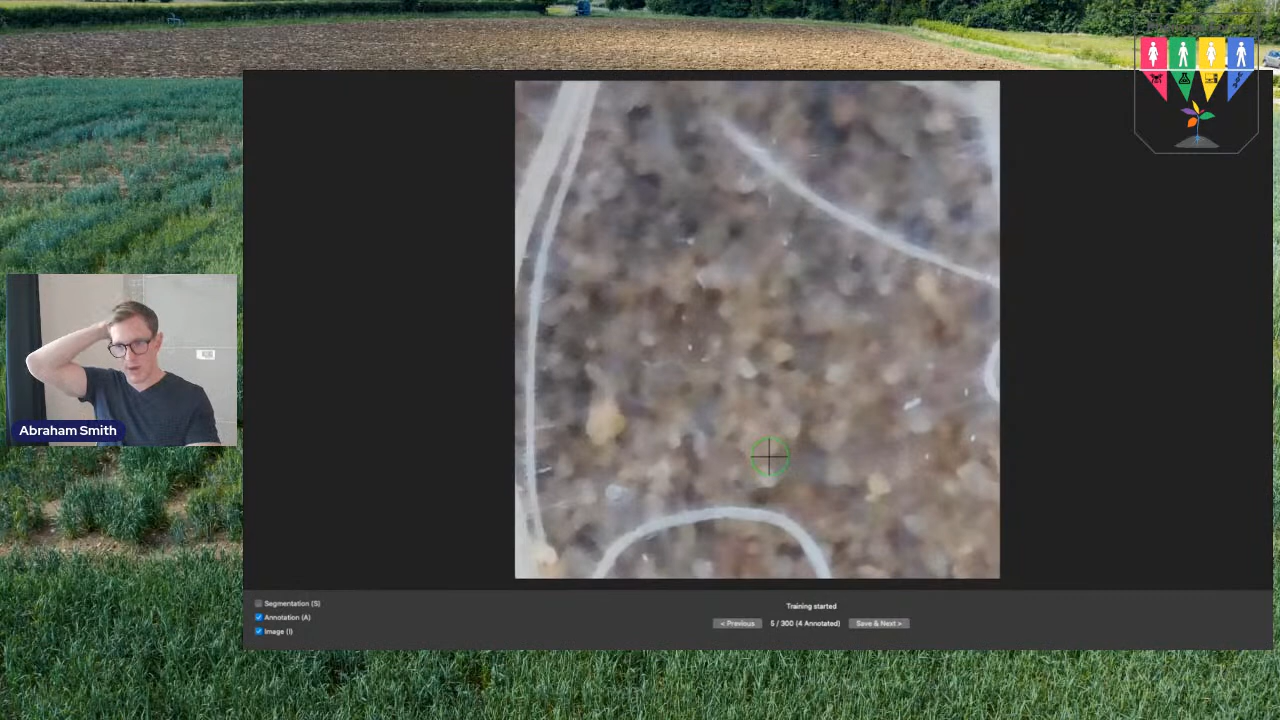 Abraham Smith
Segmentation (S)
Annotation (A)
Image (I)
Training started
< Previous
5 / 300 (4 Annotated)
Save & Next >